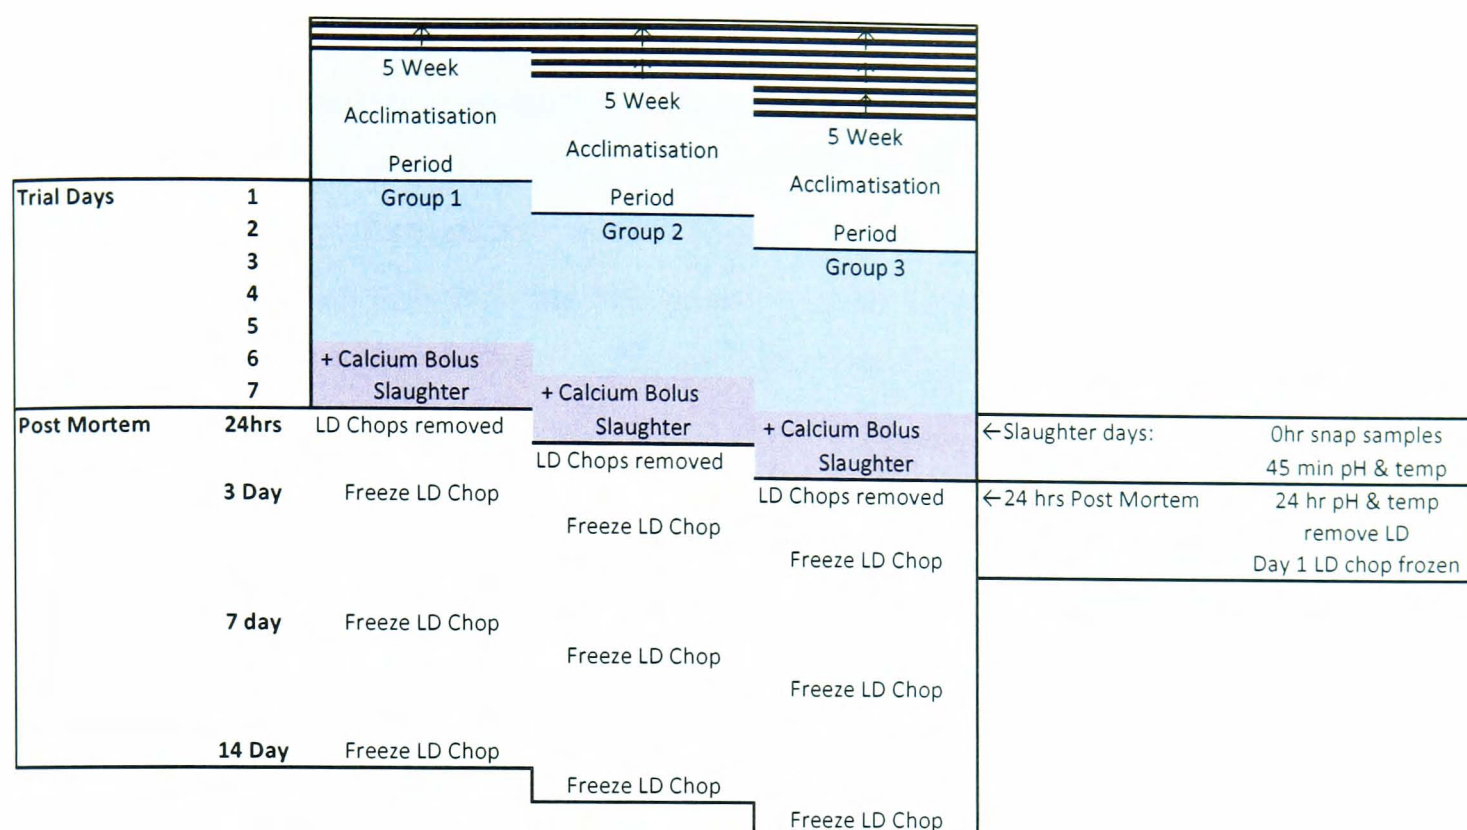 5 Week
Acclimatisation
Period
5 Week
Acclimatisation
Period
5 Week
Acclimatisation
Period
Trial Days 1 Group 1
2 Group 2
3 Group 3
4
5
6 + Calcium Bolus
7 Slaughter + Calcium Bolus
Post Mortem 24hrs LD Chops removed Slaughter + Calcium Bolus ←Slaughter days: 0hr snap samples
LD Chops removed Slaughter 45 min pH & temp
3 Day Freeze LD Chop LD Chops removed ←24 hrs Post Mortem 24 hr pH & temp
Freeze LD Chop remove LD
Freeze LD Chop Day 1 LD chop frozen
7 day Freeze LD Chop
Freeze LD Chop
Freeze LD Chop
14 Day Freeze LD Chop
Freeze LD Chop
Freeze LD Chop